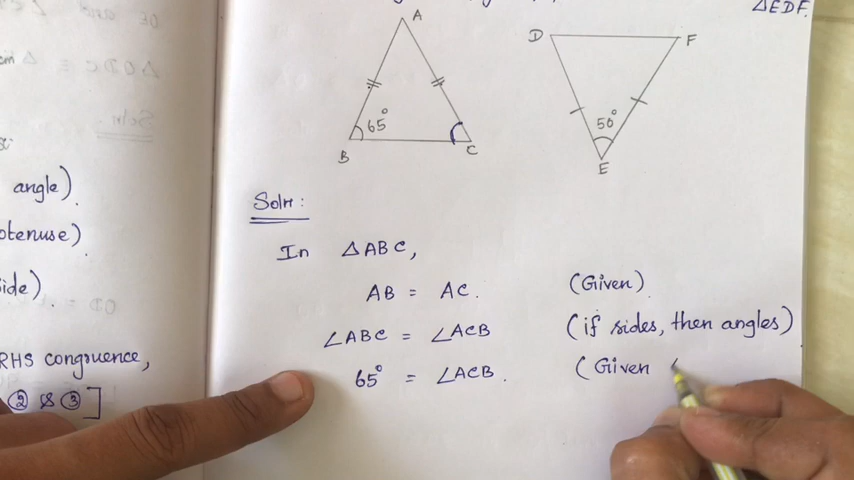 ΔEDF.
A
D
F
65°
50°
B
C
E
Soln:
In ΔABC,
AB = AC. (Given).
∠ABC = ∠ACB (if sides, then angles)
65° = ∠ACB. (Given
angle).
otenuse).
ide).
RHS congruence,
② & ③]